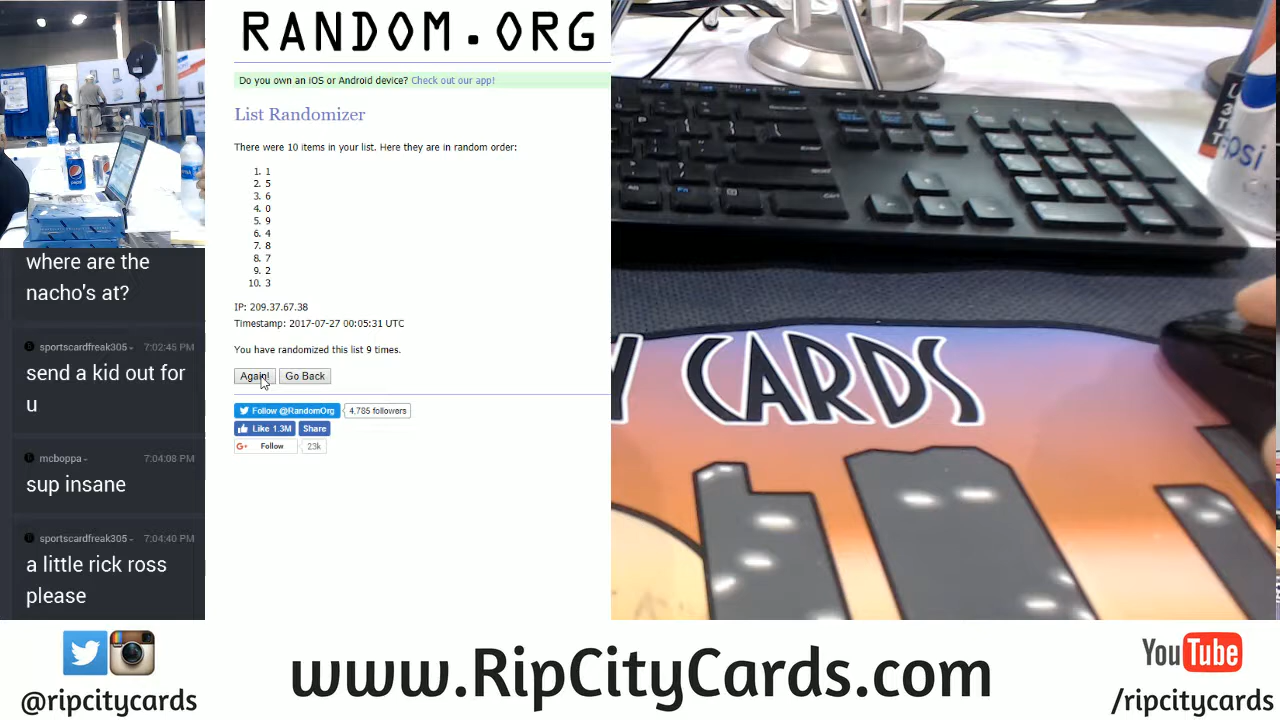 RANDOM.ORG
Do you own an iOS or Android device? Check out our app!
List Randomizer
There were 10 items in your list. Here they are in random order:
1. 1
2. 5
3. 6
4. 0
5. 9
6. 4
7. 8
8. 7
9. 2
10. 3
IP: 209.37.67.38
Timestamp: 2017-07-27 00:05:31 UTC
You have randomized this list 9 times.
Again!
Go Back
Follow @RandomOrg
4,785 followers
Like 1.3M
Share
G+ Follow
23k
where are the
nacho's at?
sportscardfreak305
7:02:45 PM
send a kid out for
u
mcboppa
7:04:08 PM
sup insane
sportscardfreak305
7:04:40 PM
a little rick ross
please
Y CARDS
psi
@ripcitycards
www.RipCityCards.com
YouTube
/ripcitycards